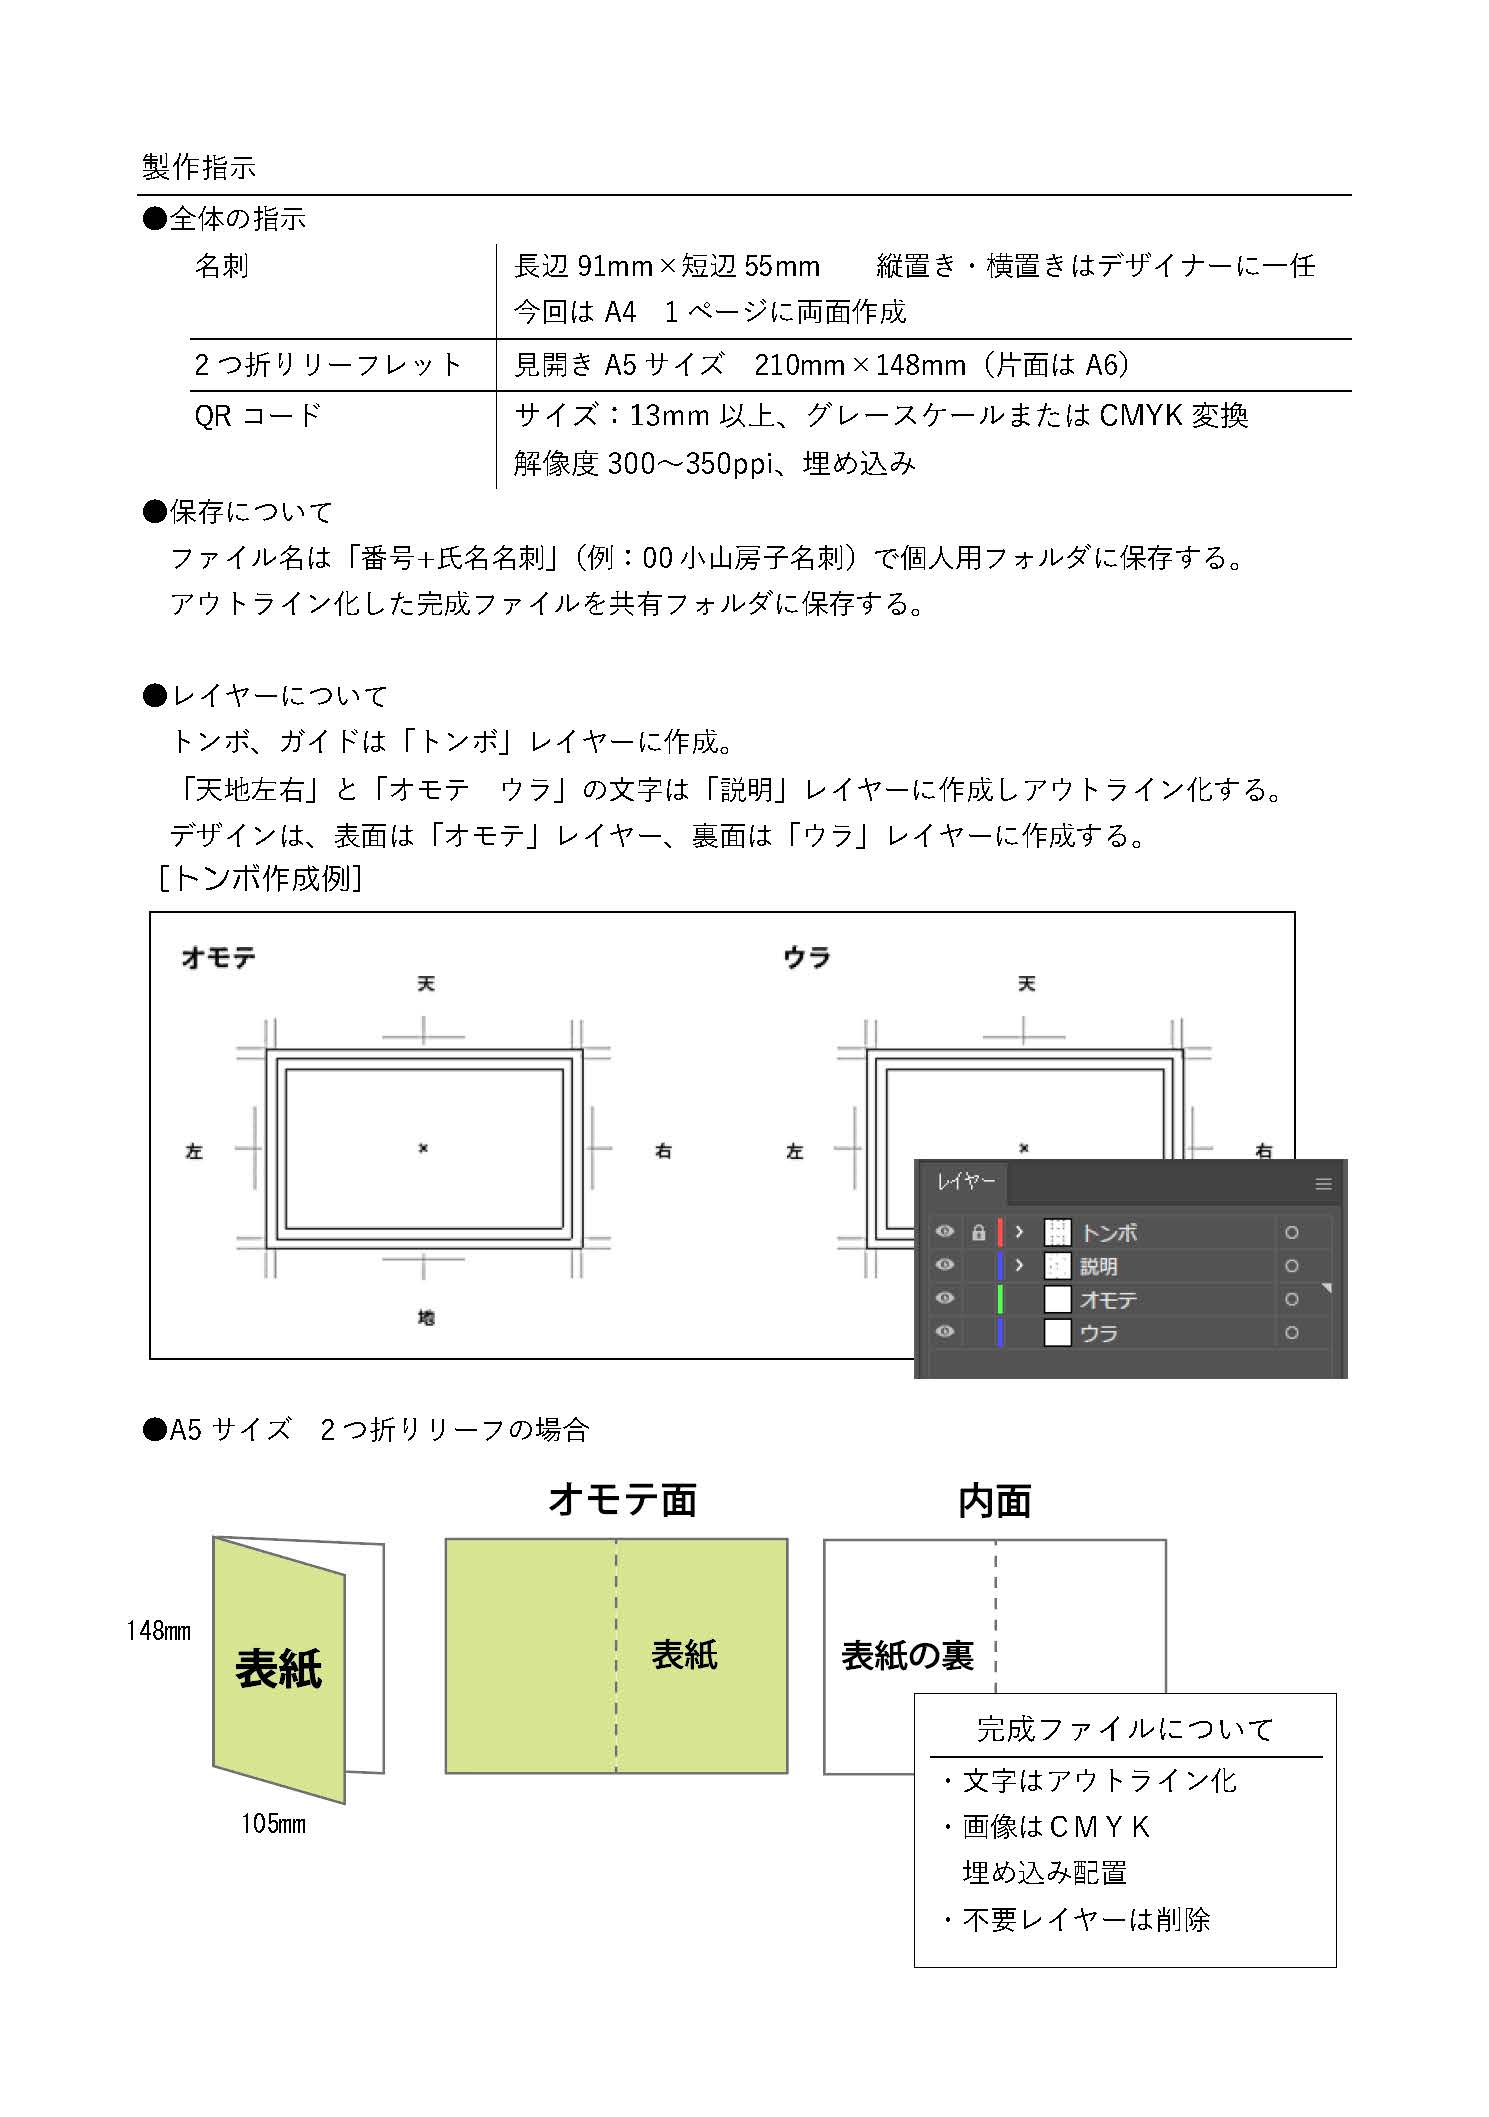 製作指示
●全体の指示
名刺
長辺 91mm×短辺 55mm　　縦置き・横置きはデザイナーに一任
今回は A4　1 ページに両面作成
2 つ折りリーフレット
見開き A5 サイズ　210mm×148mm（片面は A6）
QR コード
サイズ：13mm 以上、グレースケールまたは CMYK 変換
解像度 300～350ppi、埋め込み
●保存について
ファイル名は「番号+氏名名刺」（例：00 小山房子名刺）で個人用フォルダに保存する。
アウトライン化した完成ファイルを共有フォルダに保存する。
●レイヤーについて
トンボ、ガイドは「トンボ」レイヤーに作成。
「天地左右」と「オモテ　ウラ」の文字は「説明」レイヤーに作成しアウトライン化する。
デザインは、表面は「オモテ」レイヤー、裏面は「ウラ」レイヤーに作成する。
［トンボ作成例］
オモテ
天
左
右
地
ウラ
天
左
右
レイヤー
トンボ
説明
オモテ
ウラ
●A5 サイズ　2 つ折りリーフの場合
オモテ面
内面
148mm
表紙
105mm
表紙
表紙の裏
完成ファイルについて
・文字はアウトライン化
・画像はＣＭＹＫ
埋め込み配置
・不要レイヤーは削除